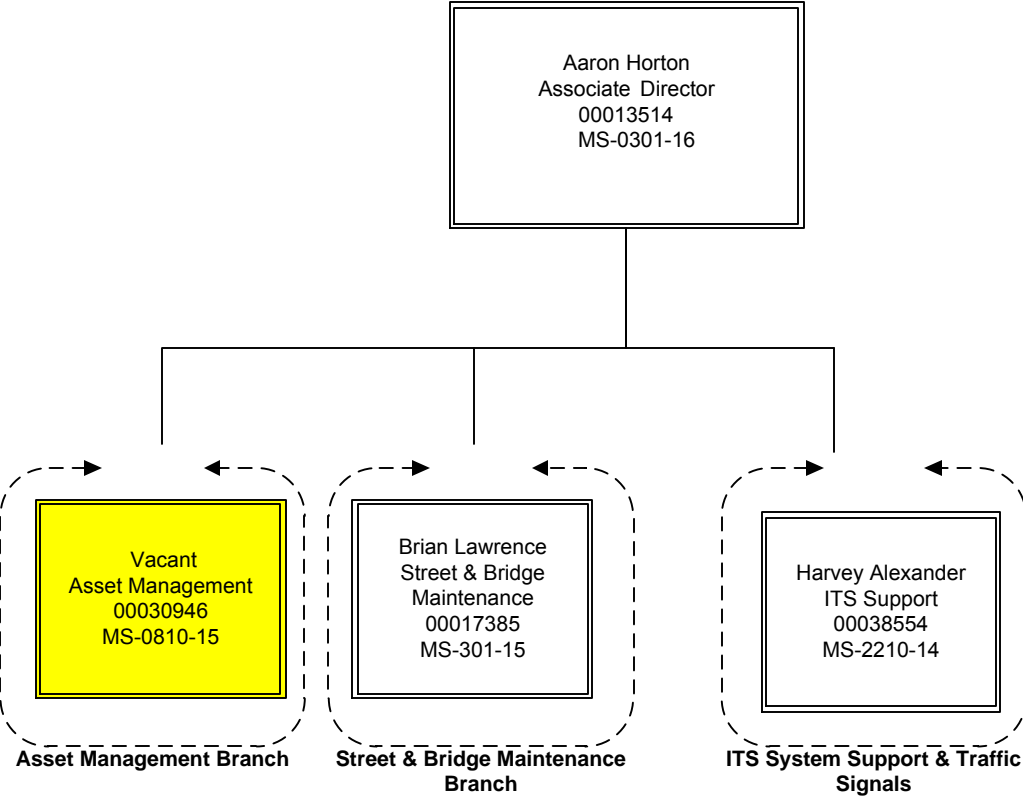 Aaron Horton
Associate Director
00013514
MS-0301-16
Vacant
Asset Management
00030946
MS-0810-15
Brian Lawrence
Street & Bridge
Maintenance
00017385
MS-301-15
Harvey Alexander
ITS Support
00038554
MS-2210-14
Asset Management Branch
Street & Bridge Maintenance
Branch
ITS System Support & Traffic
Signals